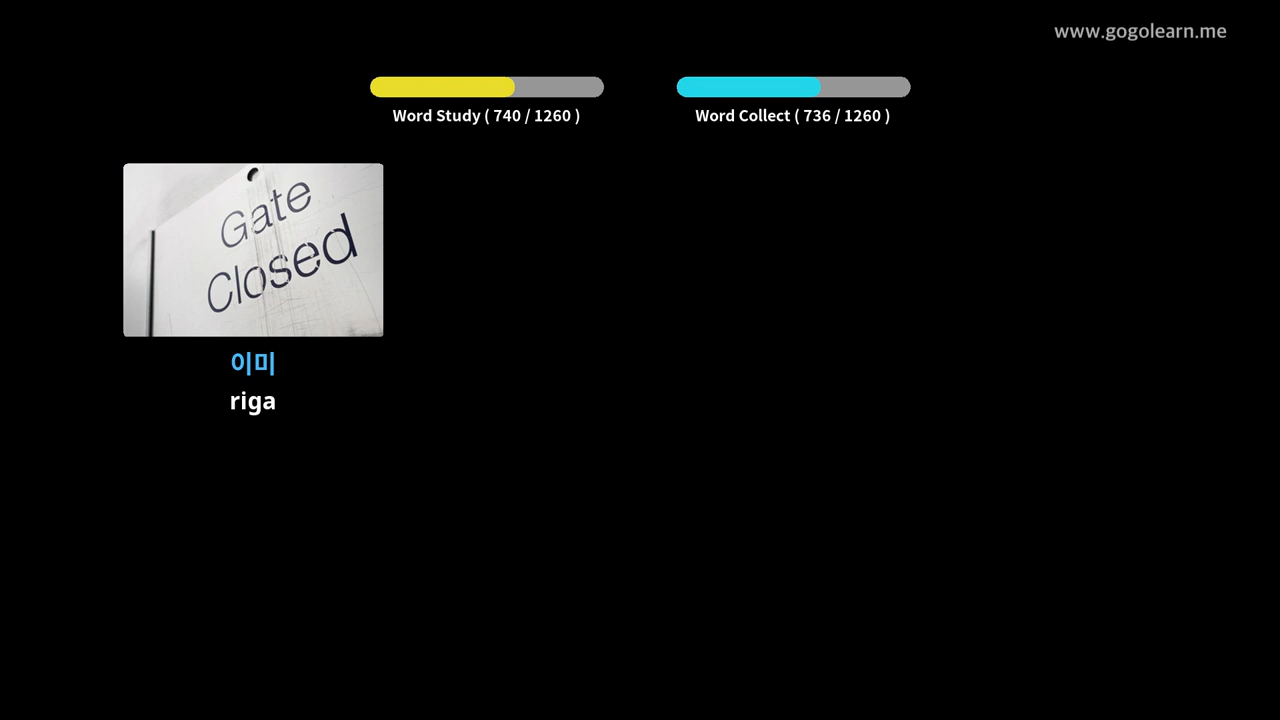 www.gogolearn.me
Word Study ( 740 / 1260 )
Word Collect ( 736 / 1260 )
Gate
Closed
이미
riga